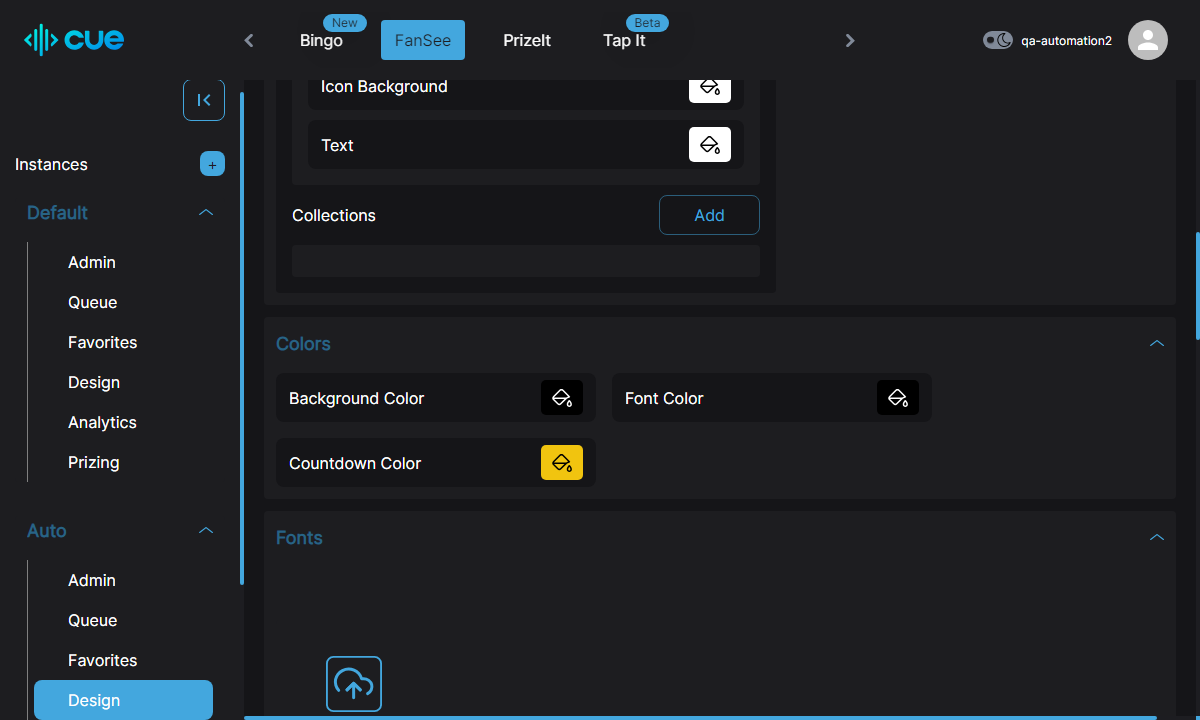 cue
Bingo
New
FanSee
PrizeIt
Tap It
Beta
qa-automation2
Instances
+
Default
Admin
Queue
Favorites
Design
Analytics
Prizing
Auto
Admin
Queue
Favorites
Design
Icon Background
Text
Collections
Add
Colors
Background Color
Font Color
Countdown Color
Fonts